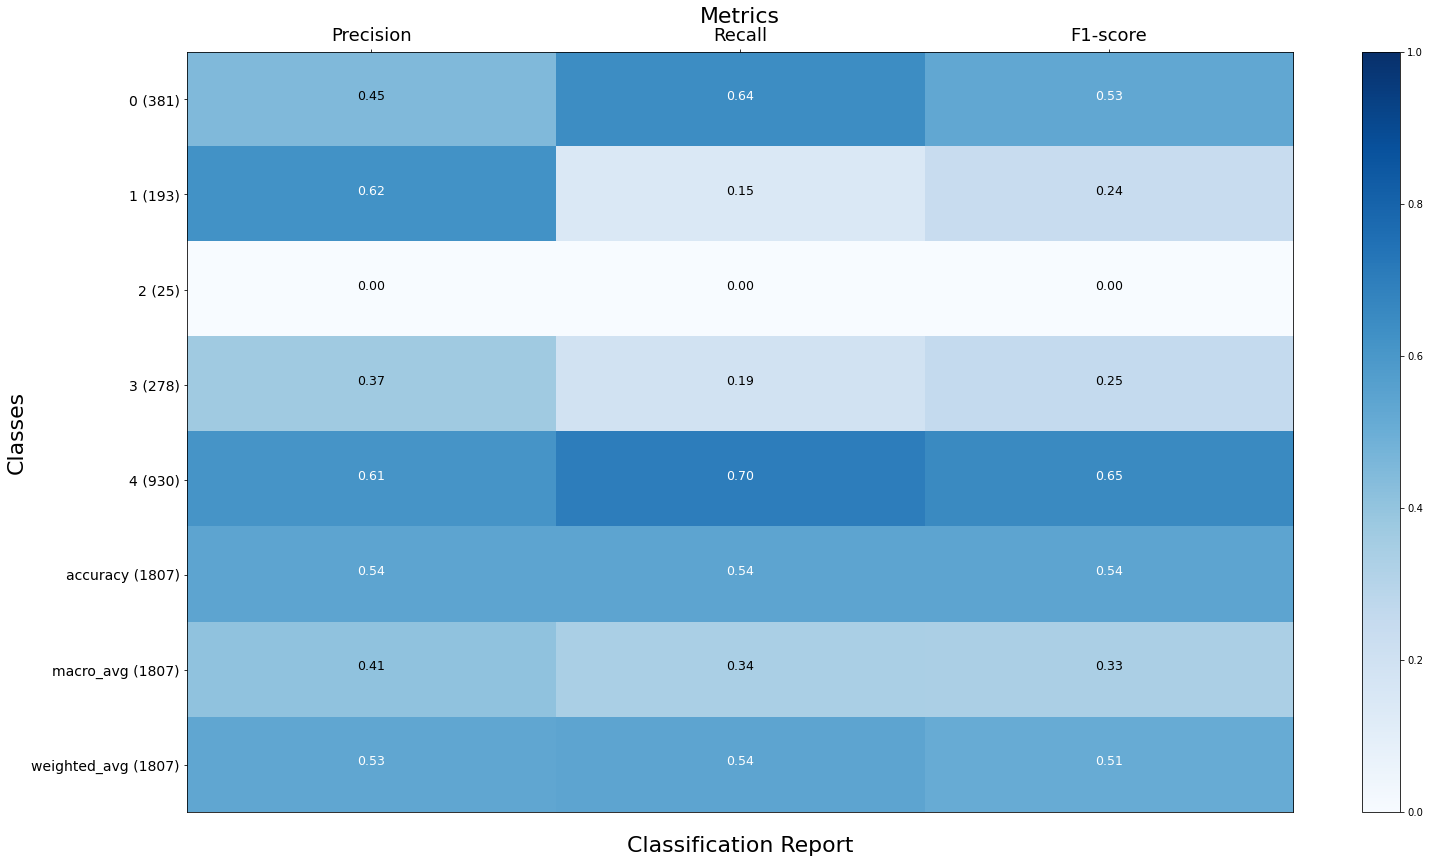 Metrics
Precision Recall F1-score
0 (381) 0.45 0.64 0.53
1 (193) 0.62 0.15 0.24
2 (25) 0.00 0.00 0.00
3 (278) 0.37 0.19 0.25
4 (930) 0.61 0.70 0.65
accuracy (1807) 0.54 0.54 0.54
macro_avg (1807) 0.41 0.34 0.33
weighted_avg (1807) 0.53 0.54 0.51
Classes
Classification Report
1.0
0.8
0.6
0.4
0.2
0.0